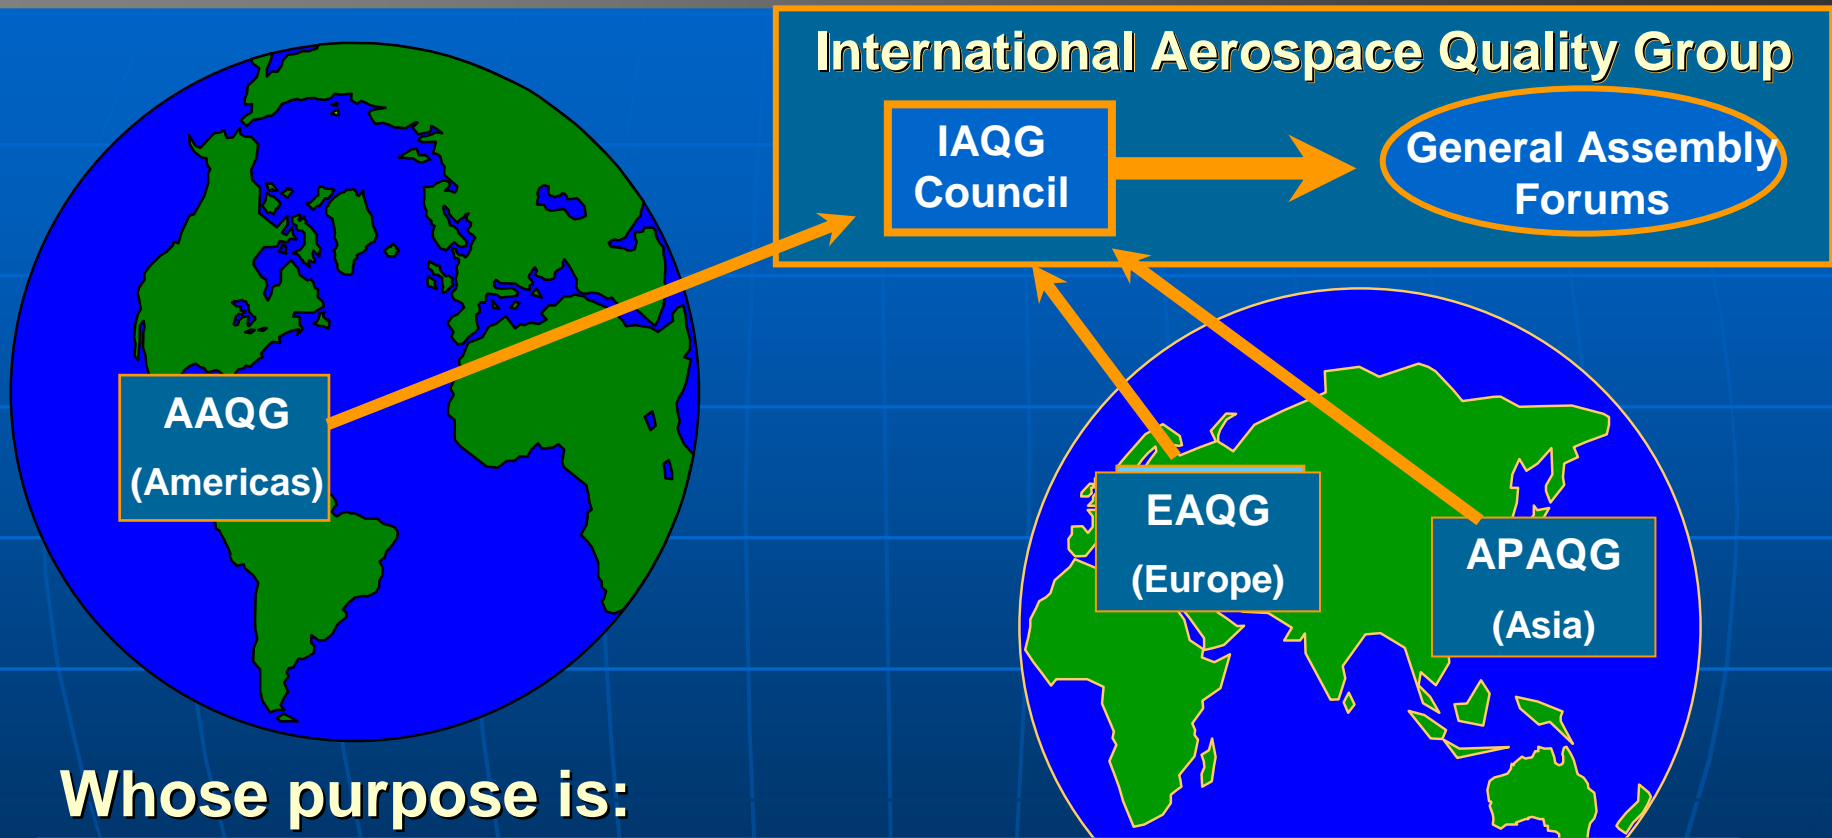 International Aerospace Quality Group
IAQG
Council
General Assembly
Forums
AAQG
(Americas)
EAQG
(Europe)
APAQG
(Asia)
Whose purpose is: